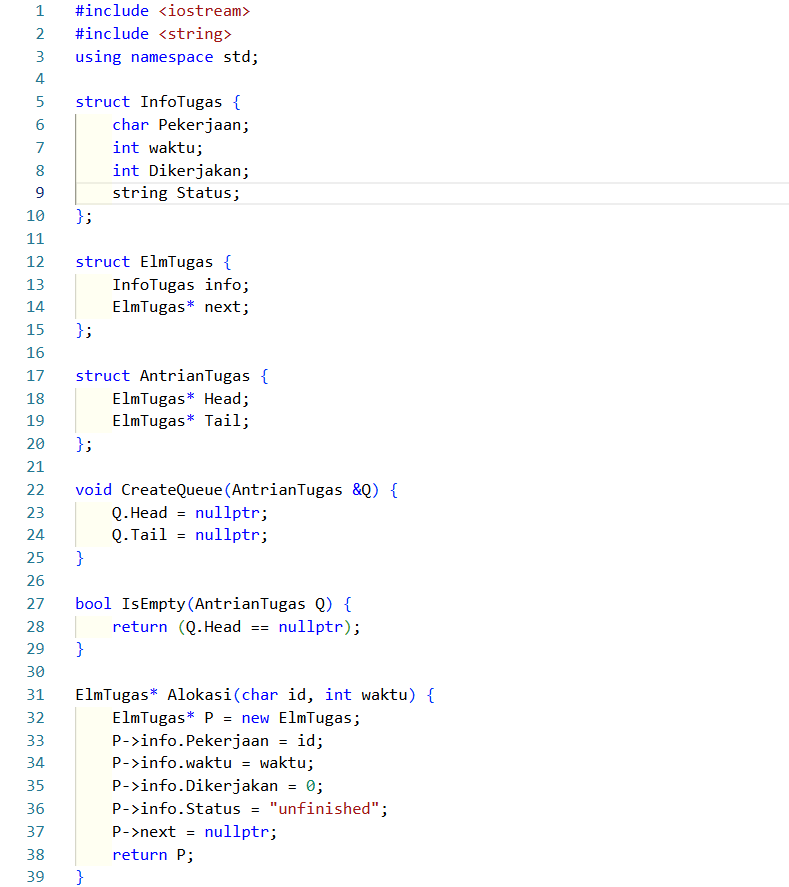 1 #include <iostream>
2 #include <string>
3 using namespace std;
4
5 struct InfoTugas {
6     char Pekerjaan;
7     int waktu;
8     int Dikerjakan;
9     string Status;
10 };
11
12 struct ElmTugas {
13     InfoTugas info;
14     ElmTugas* next;
15 };
16
17 struct AntrianTugas {
18     ElmTugas* Head;
19     ElmTugas* Tail;
20 };
21
22 void CreateQueue(AntrianTugas &Q) {
23     Q.Head = nullptr;
24     Q.Tail = nullptr;
25 }
26
27 bool IsEmpty(AntrianTugas Q) {
28     return (Q.Head == nullptr);
29 }
30
31 ElmTugas* Alokasi(char id, int waktu) {
32     ElmTugas* P = new ElmTugas;
33     P->info.Pekerjaan = id;
34     P->info.waktu = waktu;
35     P->info.Dikerjakan = 0;
36     P->info.Status = "unfinished";
37     P->next = nullptr;
38     return P;
39 }